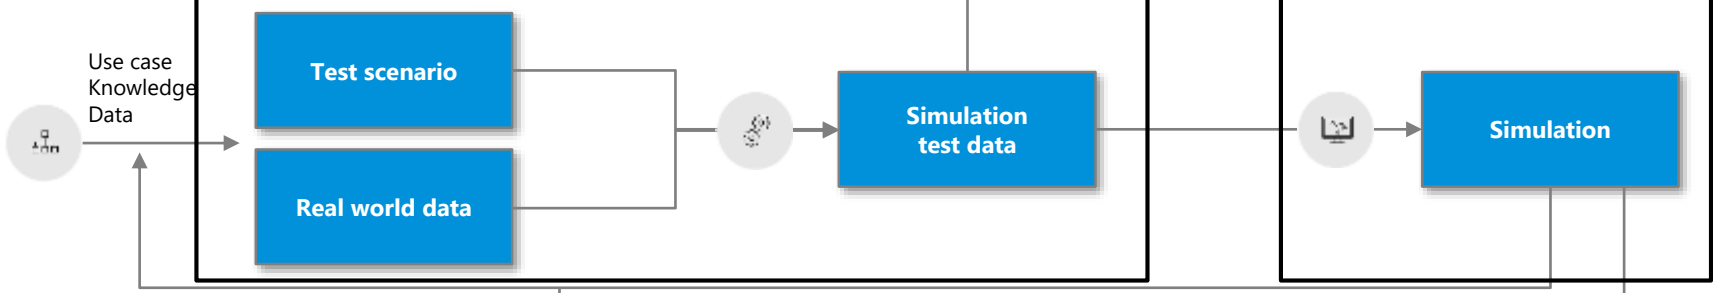 Use case
Knowledge
Data
Test scenario
Real world data
Simulation
test data
Simulation